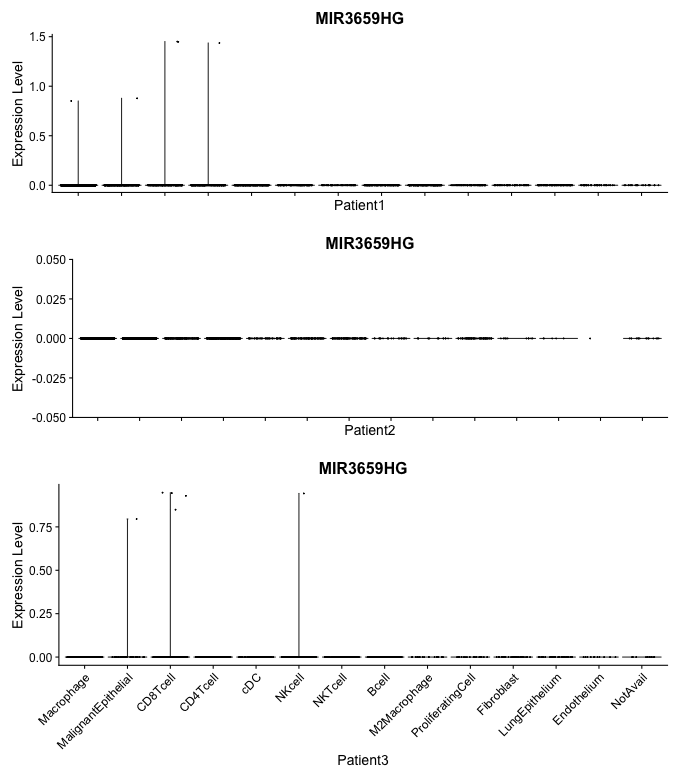 MIR3659HG
Expression Level
1.5
1.0
0.5
0.0
Patient1
MIR3659HG
Expression Level
0.050
0.025
0.000
-0.025
-0.050
Patient2
MIR3659HG
Expression Level
0.75
0.50
0.25
0.00
Macrophage
MalignantEpithelial
CD8Tcell
CD4Tcell
cDC
NKcell
NKTcell
Bcell
M2Macrophage
ProliferatingCell
Fibroblast
LungEpithelium
Endothelium
NotAvail
Patient3